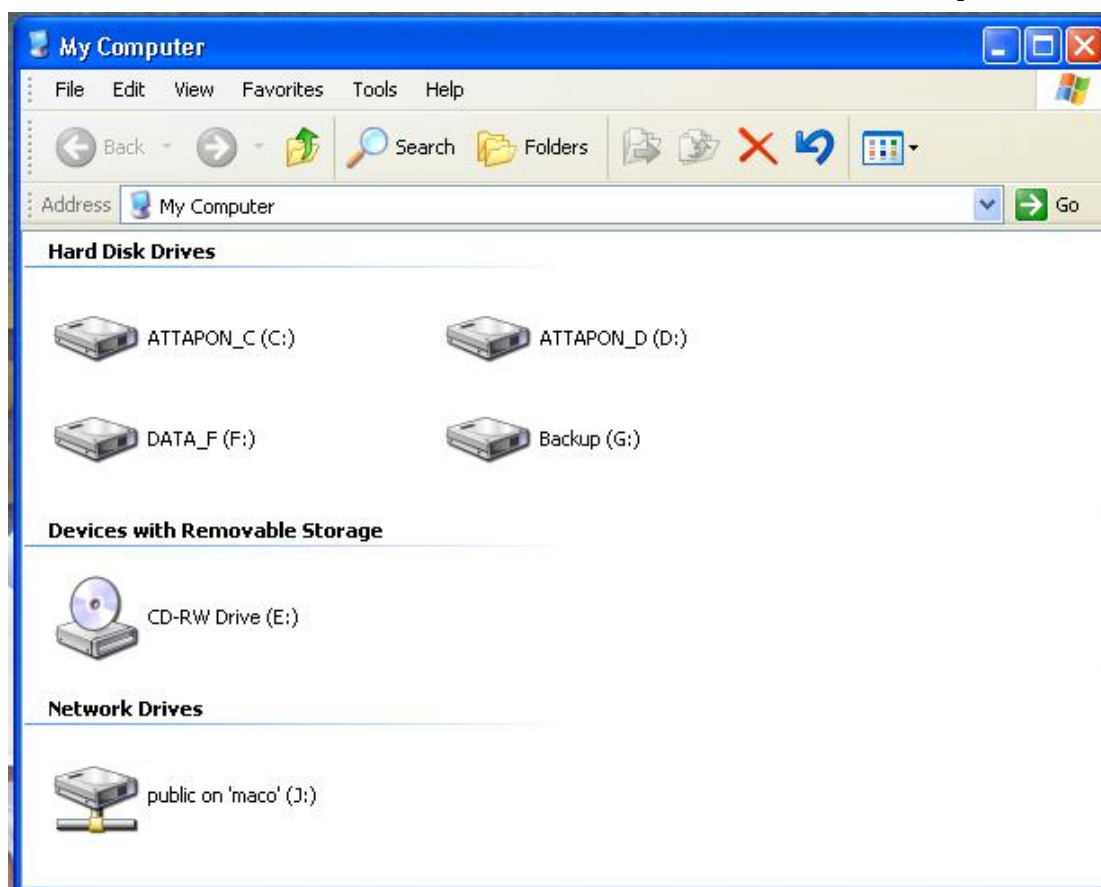 My Computer
File Edit View Favorites Tools Help
Back Search Folders
Address My Computer Go
Hard Disk Drives
ATTAPON_C (C:) ATTAPON_D (D:)
DATA_F (F:) Backup (G:)
Devices with Removable Storage
CD-RW Drive (E:)
Network Drives
public on 'maco' (J:)